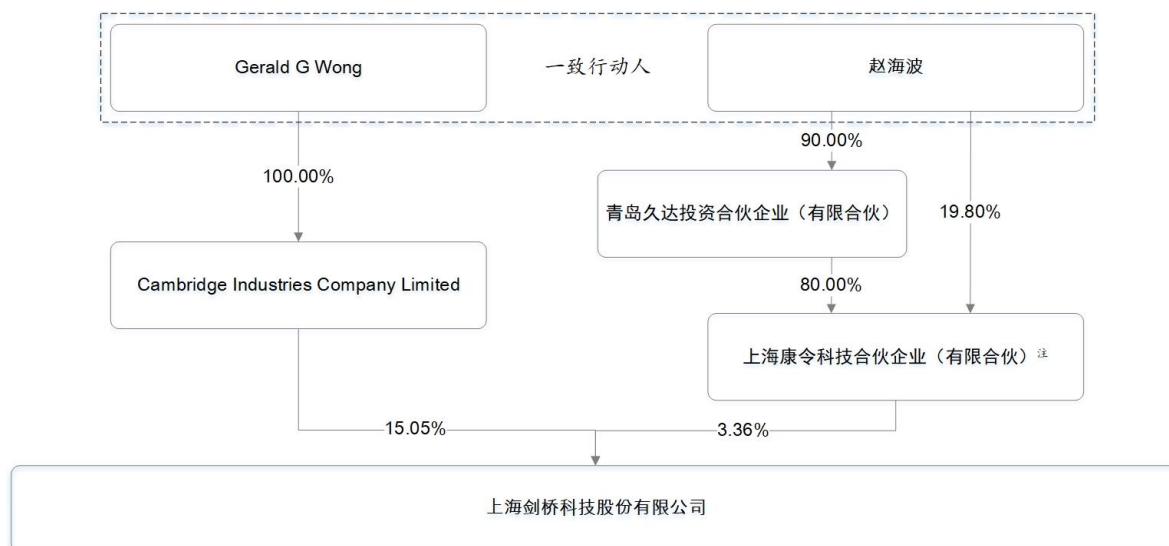 Gerald G Wong
一致行动人
赵海波
90.00%
100.00%
青岛久达投资合伙企业（有限合伙）
19.80%
Cambridge Industries Company Limited
80.00%
上海康令科技合伙企业（有限合伙）注
15.05%
3.36%
上海剑桥科技股份有限公司